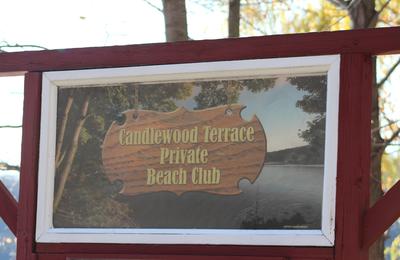 Candlewood Terrace
Private
Beach Club